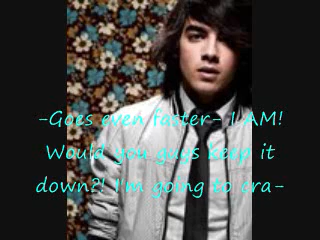 -Goes even faster- I AM!
Would you guys keep it
down?! I'm going to cra-